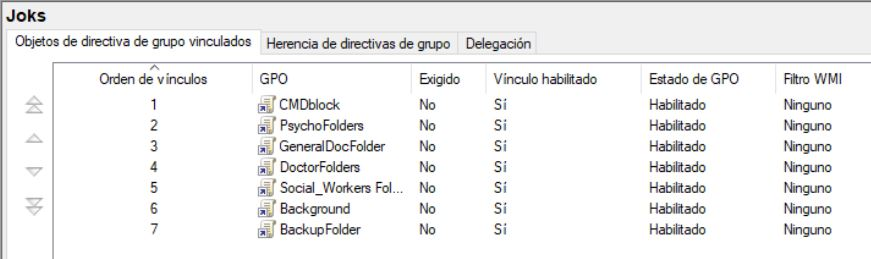 Joks
Objetos de directiva de grupo vinculados Herencia de directivas de grupo Delegación
Orden de vínculos GPO Exigido Vínculo habilitado Estado de GPO Filtro WMI
1 CMDblock No Sí Habilitado Ninguno
2 PsychoFolders No Sí Habilitado Ninguno
3 GeneralDocFolder No Sí Habilitado Ninguno
4 DoctorFolders No Sí Habilitado Ninguno
5 Social_Workers Fol... No Sí Habilitado Ninguno
6 Background No Sí Habilitado Ninguno
7 BackupFolder No Sí Habilitado Ninguno